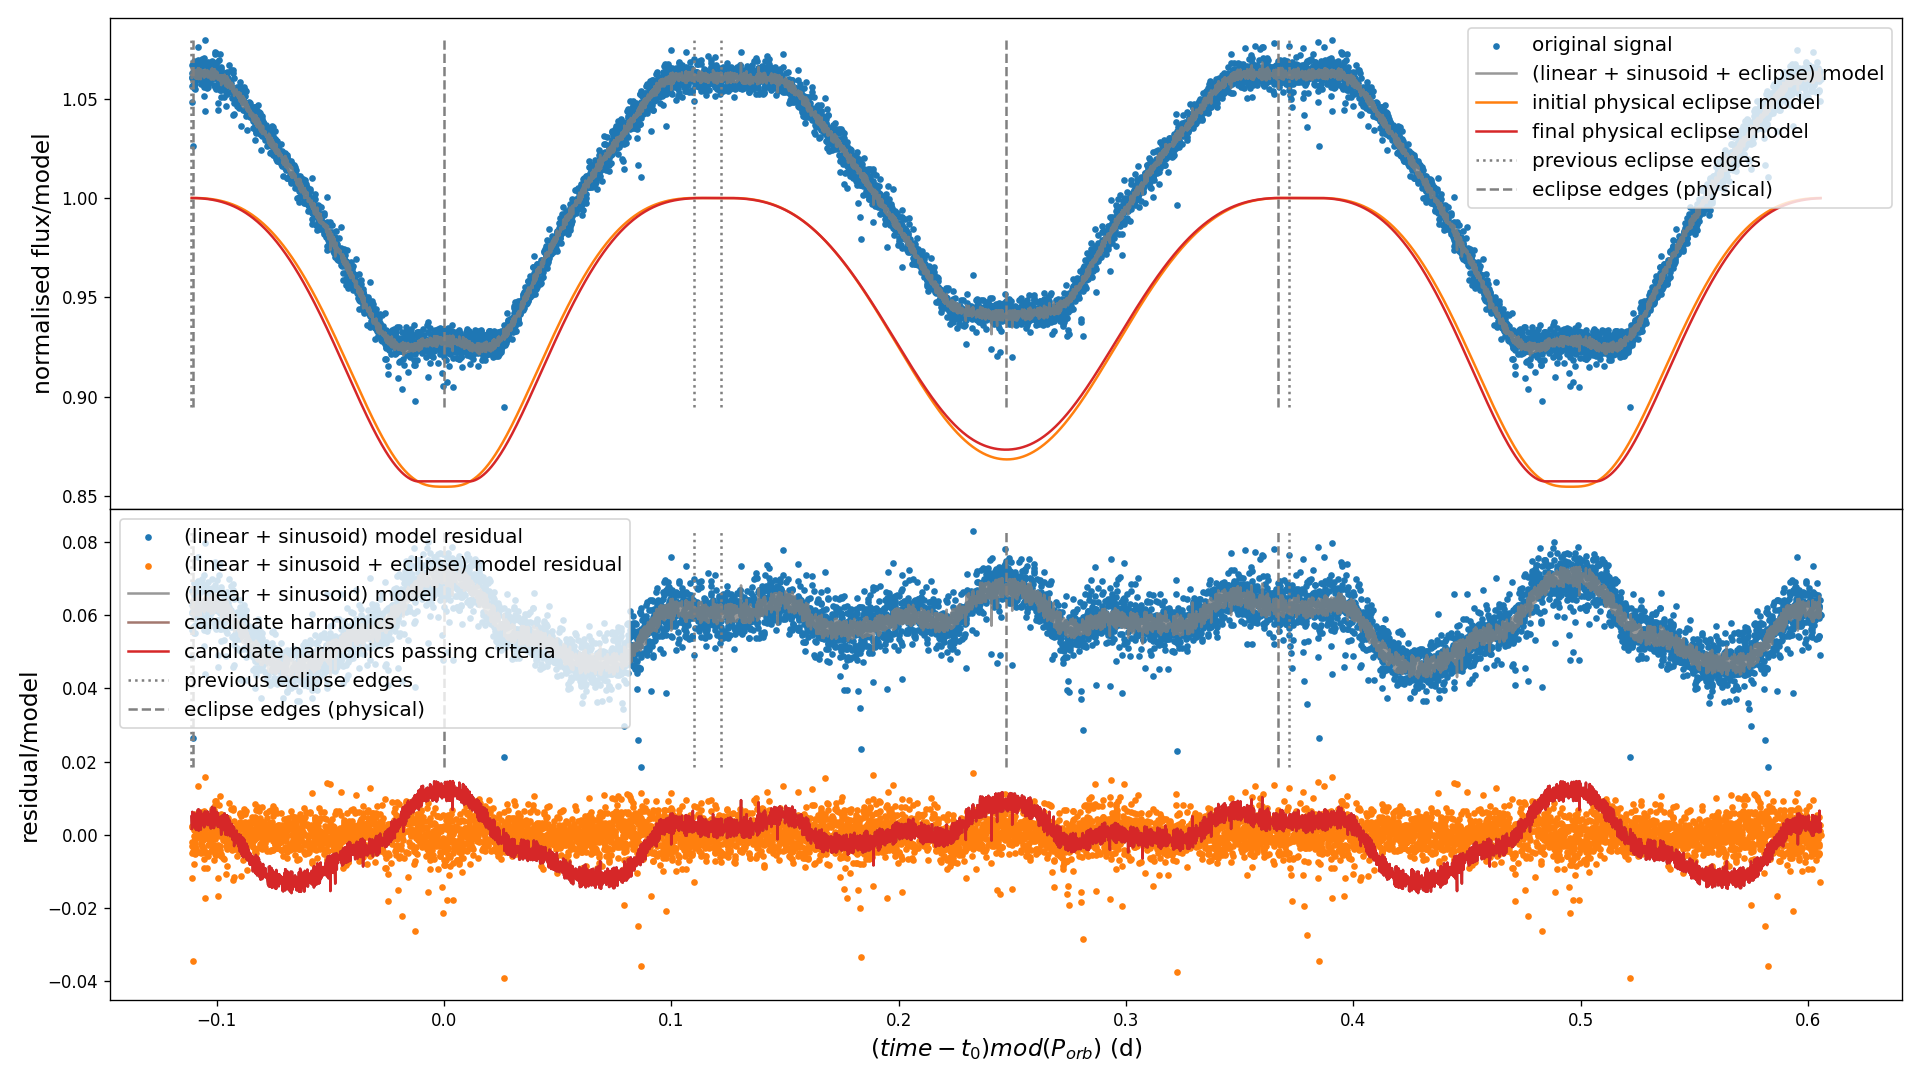 normalised flux/model
1.05
1.00
0.95
0.90
0.85
original signal
(linear + sinusoid + eclipse) model
initial physical eclipse model
final physical eclipse model
previous eclipse edges
eclipse edges (physical)
residual/model
0.08
0.06
0.04
0.02
0.00
−0.02
−0.04
(linear + sinusoid) model residual
(linear + sinusoid + eclipse) model residual
(linear + sinusoid) model
candidate harmonics
candidate harmonics passing criteria
previous eclipse edges
eclipse edges (physical)
−0.1 0.0 0.1 0.2 0.3 0.4 0.5 0.6
(time − t₀)mod(P_orb) (d)